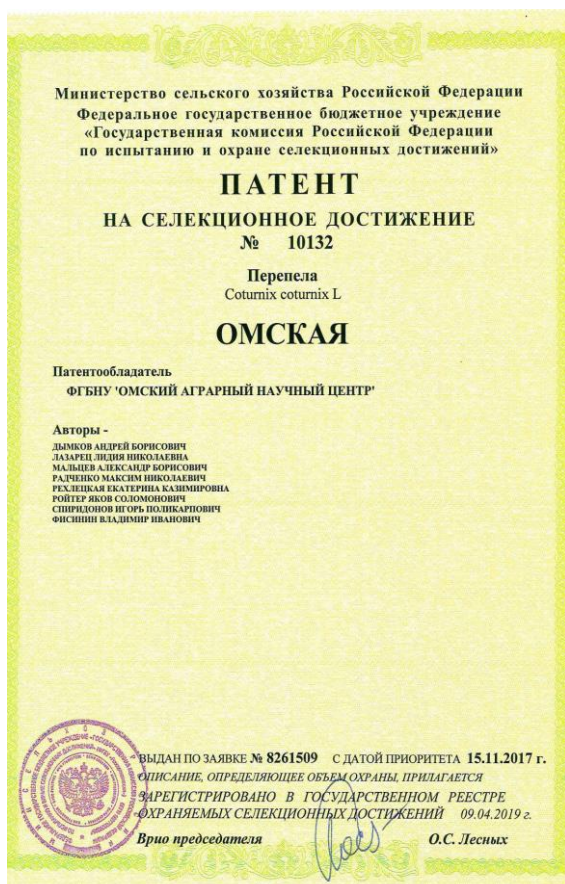 Министерство сельского хозяйства Российской Федерации
Федеральное государственное бюджетное учреждение
«Государственная комиссия Российской Федерации
по испытанию и охране селекционных достижений»
ПАТЕНТ
НА СЕЛЕКЦИОННОЕ ДОСТИЖЕНИЕ
№ 10132
Перепела
Coturnix coturnix L
ОМСКАЯ
Патентообладатель
ФГБНУ 'ОМСКИЙ АГРАРНЫЙ НАУЧНЫЙ ЦЕНТР'
Авторы -
ДЫМКОВ АНДРЕЙ БОРИСОВИЧ
ЛАЗАРЕЦ ЛИДИЯ НИКОЛАЕВНА
МАЛЬЦЕВ АЛЕКСАНДР БОРИСОВИЧ
РАДЧЕНКО МАКСИМ НИКОЛАЕВИЧ
РЕХЛЕЦКАЯ ЕКАТЕРИНА КАЗИМИРОВНА
РОЙТЕР ЯКОВ СОЛОМОНОВИЧ
СПИРИДОНОВ ИГОРЬ ПОЛИКАРПОВИЧ
ФИСИНИН ВЛАДИМИР ИВАНОВИЧ
ВЫДАН ПО ЗАЯВКЕ № 8261509 С ДАТОЙ ПРИОРИТЕТА 15.11.2017 г.
ОПИСАНИЕ, ОПРЕДЕЛЯЮЩЕЕ ОБЪЕМ ОХРАНЫ, ПРИЛАГАЕТСЯ
ЗАРЕГИСТРИРОВАНО В ГОСУДАРСТВЕННОМ РЕЕСТРЕ
ОХРАНЯЕМЫХ СЕЛЕКЦИОННЫХ ДОСТИЖЕНИЙ 09.04.2019 г.
Врио председателя О.С. Лесных